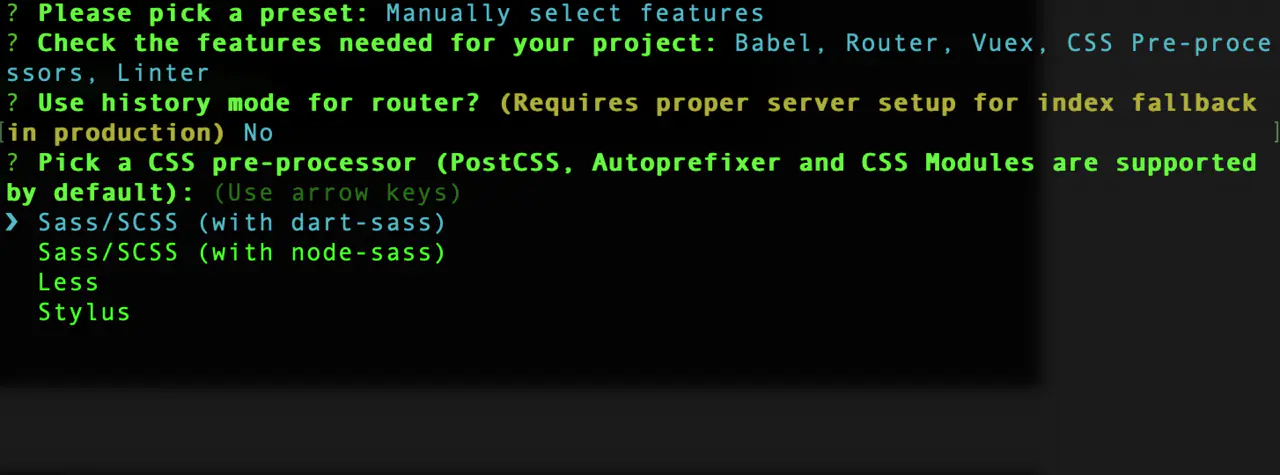 ? Please pick a preset: Manually select features
? Check the features needed for your project: Babel, Router, Vuex, CSS Pre-proce
ssors, Linter
? Use history mode for router? (Requires proper server setup for index fallback
[in production) No ]
? Pick a CSS pre-processor (PostCSS, Autoprefixer and CSS Modules are supported
by default): (Use arrow keys)
❯ Sass/SCSS (with dart-sass)
Sass/SCSS (with node-sass)
Less
Stylus